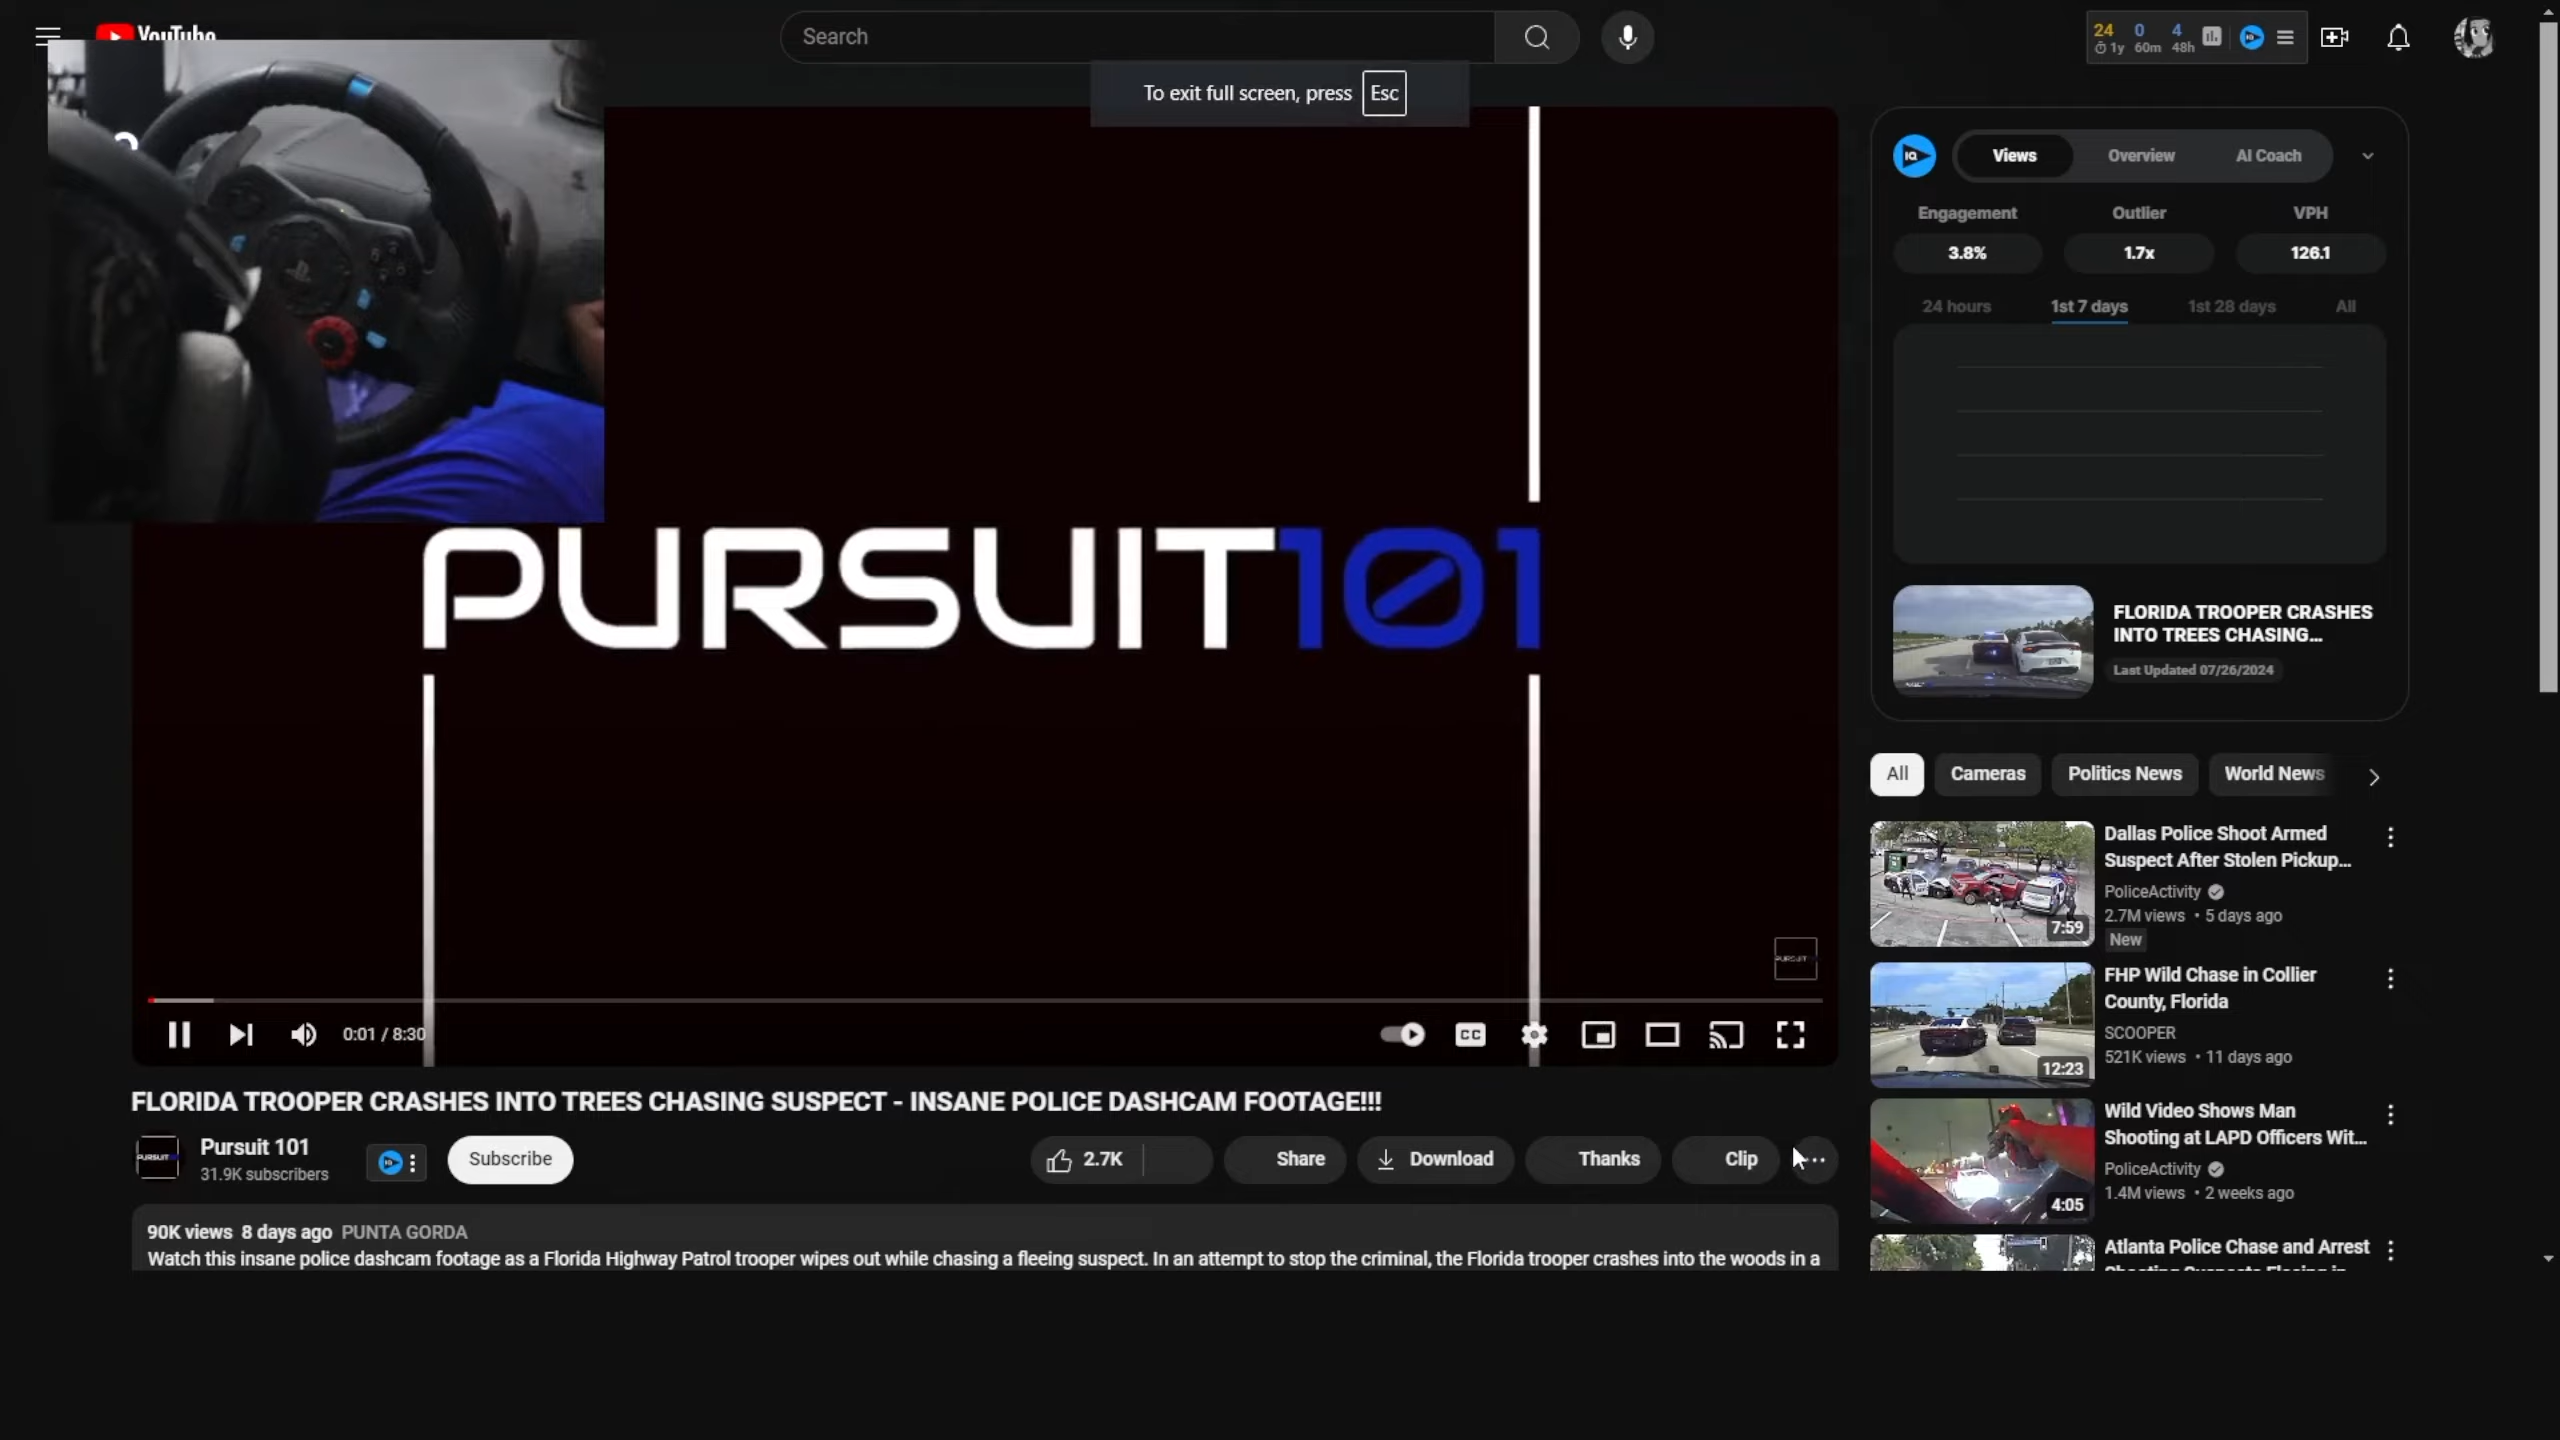 YouTube
Search
24 0 4
1y 60m 48h
To exit full screen, press Esc
PURSUIT101
0:01 / 8:30
CC
FLORIDA TROOPER CRASHES INTO TREES CHASING SUSPECT - INSANE POLICE DASHCAM FOOTAGE!!!
Pursuit 101
31.9K subscribers
Subscribe
2.7K
Share
Download
Thanks
Clip
90K views 8 days ago PUNTA GORDA
Watch this insane police dashcam footage as a Florida Highway Patrol trooper wipes out while chasing a fleeing suspect. In an attempt to stop the criminal, the Florida trooper crashes into the woods in a
IQ
Views Overview AI Coach
Engagement Outlier VPH
3.8% 1.7x 126.1
24 hours 1st 7 days 1st 28 days All
FLORIDA TROOPER CRASHES
INTO TREES CHASING...
Last Updated 07/26/2024
All Cameras Politics News World News
7:59
Dallas Police Shoot Armed
Suspect After Stolen Pickup...
PoliceActivity
2.7M views • 5 days ago
New
12:23
FHP Wild Chase in Collier
County, Florida
SCOOPER
521K views • 11 days ago
4:05
Wild Video Shows Man
Shooting at LAPD Officers Wit...
PoliceActivity
1.4M views • 2 weeks ago
Atlanta Police Chase and Arrest